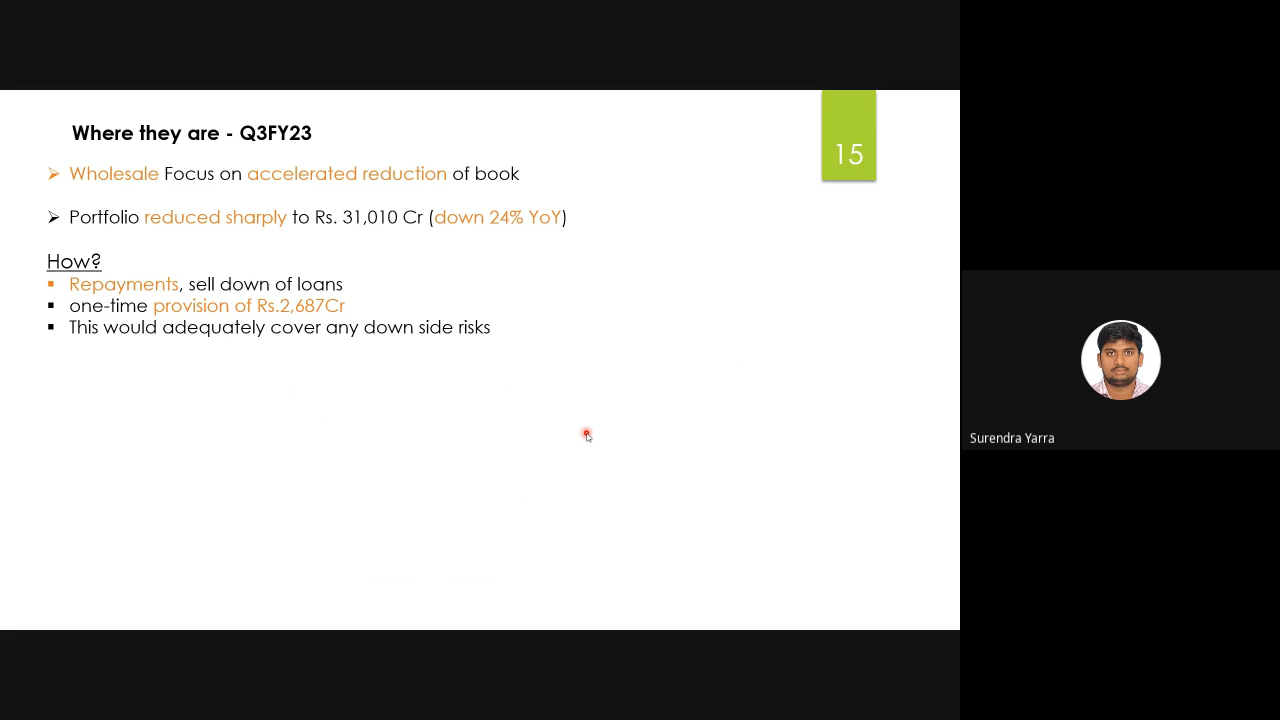 Where they are - Q3FY23
15
Wholesale Focus on accelerated reduction of book
Portfolio reduced sharply to Rs. 31,010 Cr (down 24% YoY)
How?
Repayments, sell down of loans
one-time provision of Rs.2,687Cr
This would adequately cover any down side risks
Surendra Yarra